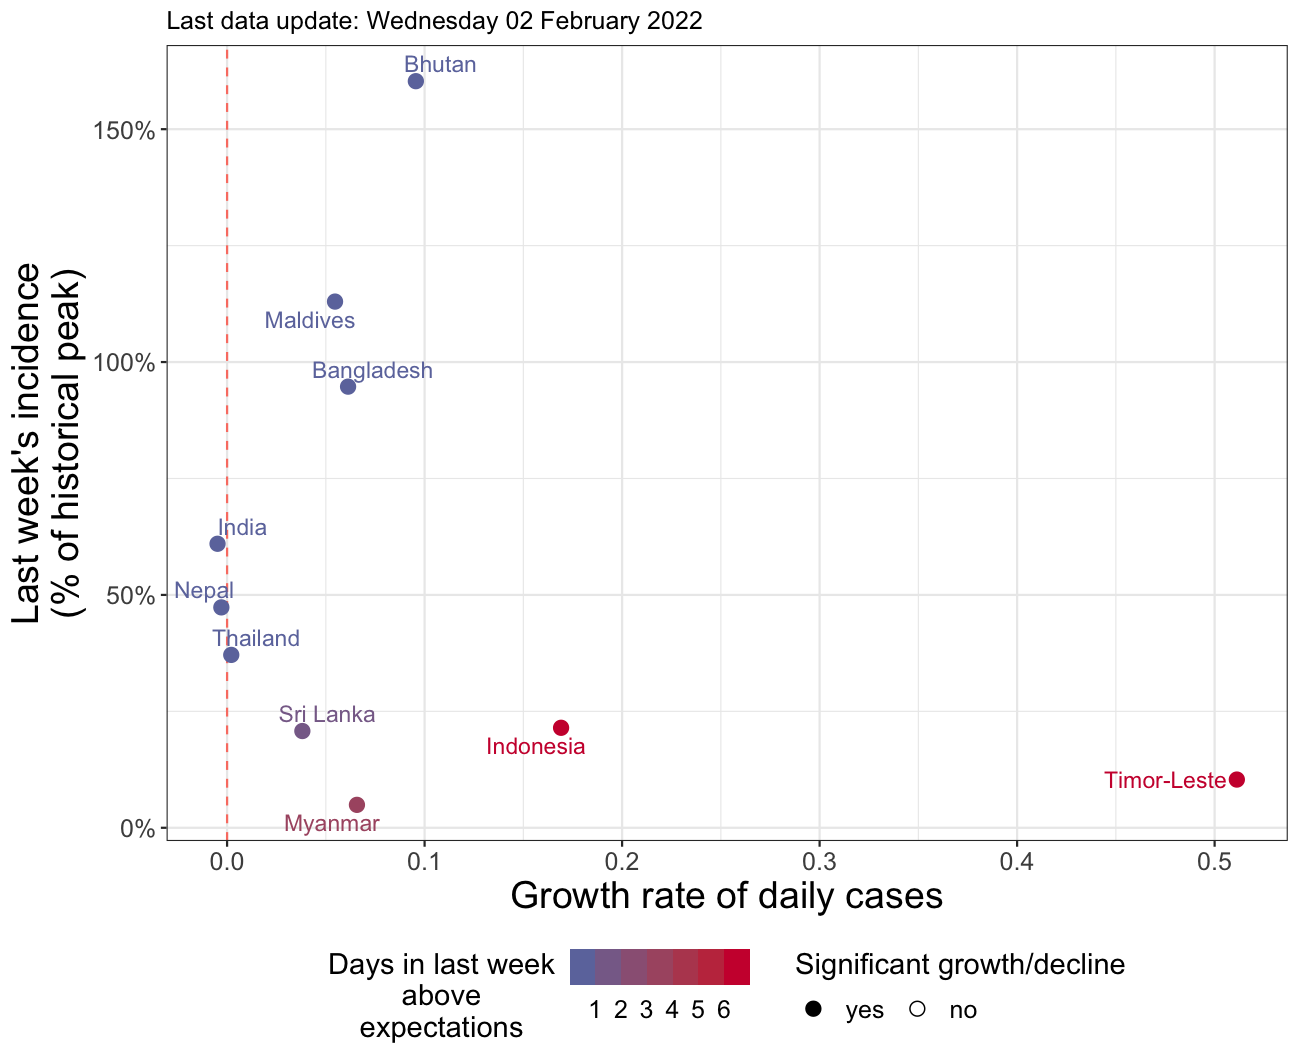 Last data update: Wednesday 02 February 2022
Bhutan
150%
Maldives
100%
Bangladesh
India
50%
Nepal
Thailand
Sri Lanka
Indonesia
Timor-Leste
Myanmar
0%
Last week's incidence
(% of historical peak)
0.0 0.1 0.2 0.3 0.4 0.5
Growth rate of daily cases
Days in last week
above
expectations
1 2 3 4 5 6
Significant growth/decline
yes no